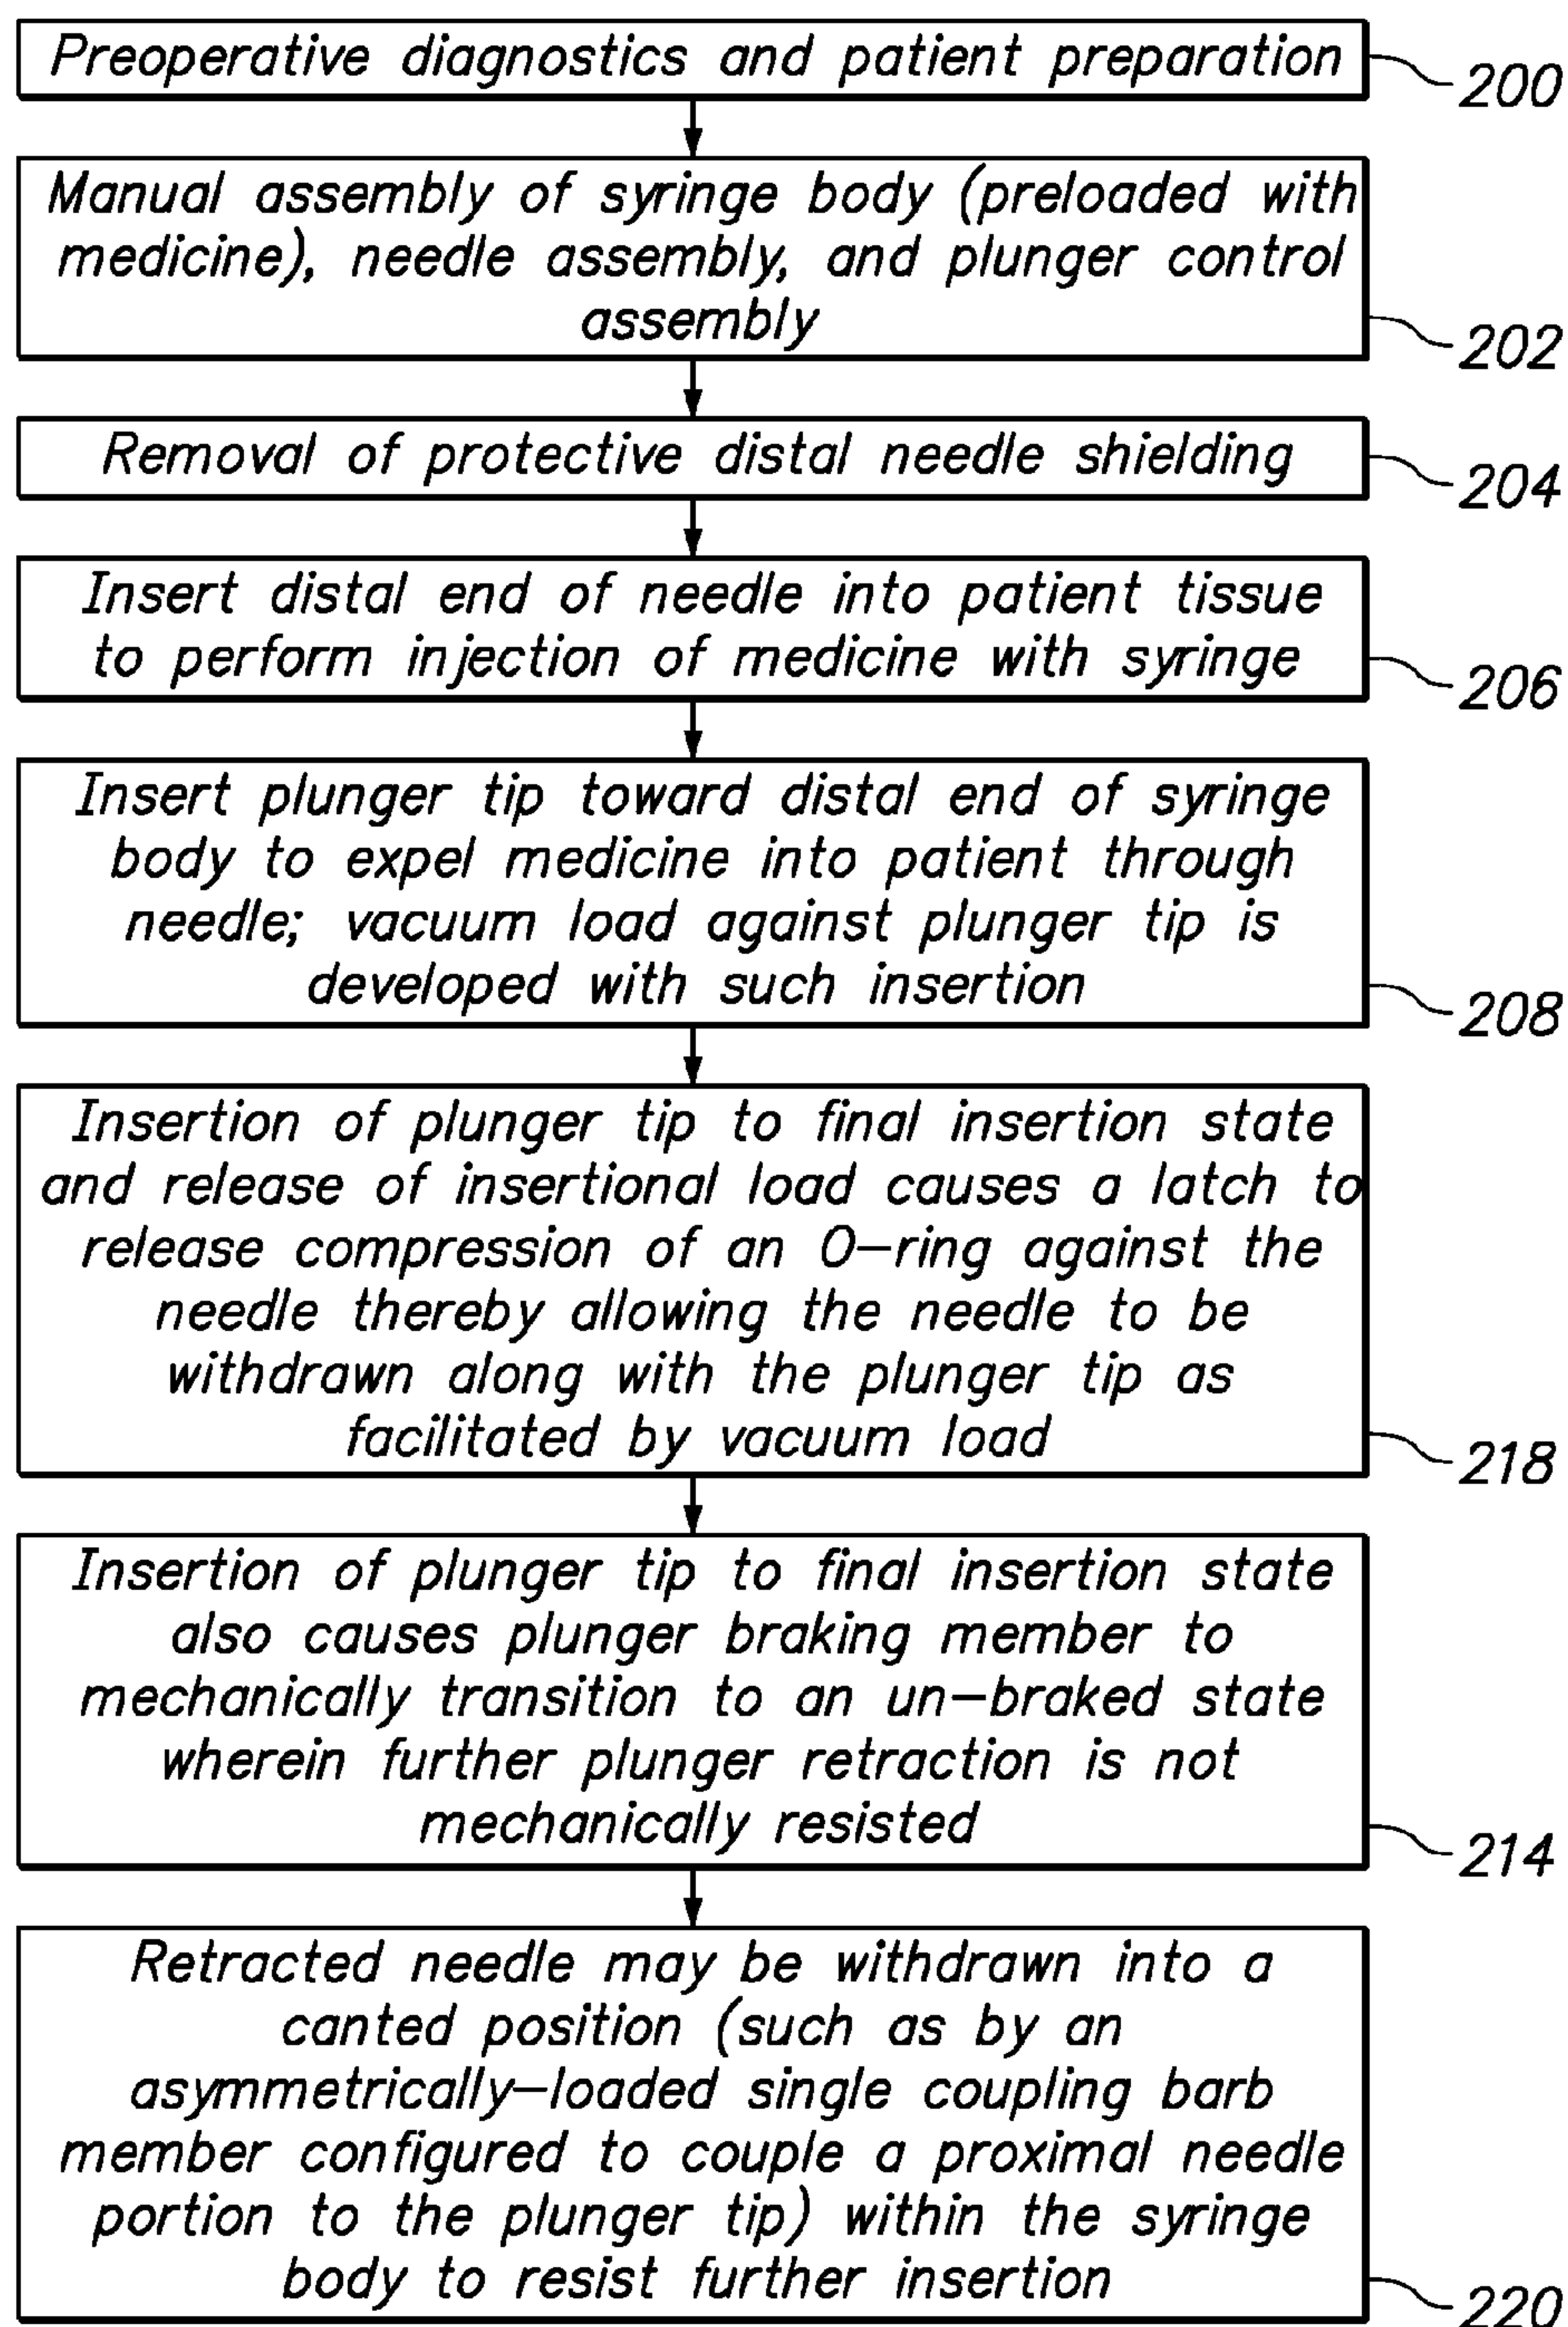 Preoperative diagnostics and patient preparation
200
Manual assembly of syringe body (preloaded with
medicine), needle assembly, and plunger control
assembly
202
Removal of protective distal needle shielding
204
Insert distal end of needle into patient tissue
to perform injection of medicine with syringe
206
Insert plunger tip toward distal end of syringe
body to expel medicine into patient through
needle; vacuum load against plunger tip is
developed with such insertion
208
Insertion of plunger tip to final insertion state
and release of insertional load causes a latch to
release compression of an O-ring against the
needle thereby allowing the needle to be
withdrawn along with the plunger tip as
facilitated by vacuum load
218
Insertion of plunger tip to final insertion state
also causes plunger braking member to
mechanically transition to an un-braked state
wherein further plunger retraction is not
mechanically resisted
214
Retracted needle may be withdrawn into a
canted position (such as by an
asymmetrically-loaded single coupling barb
member configured to couple a proximal needle
portion to the plunger tip) within the syringe
body to resist further insertion
220